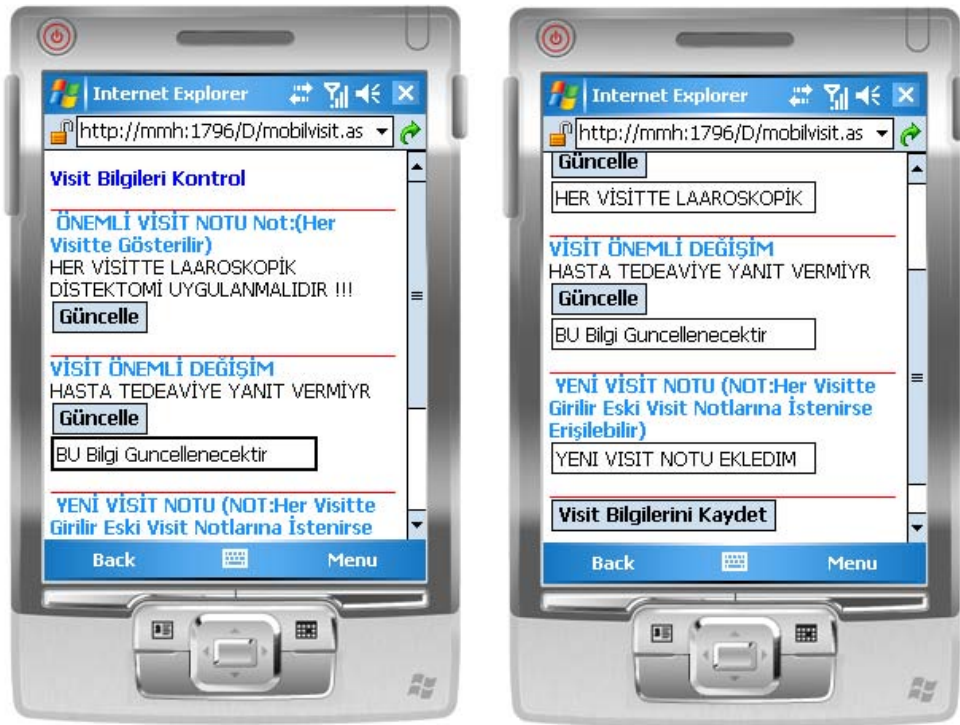 Internet Explorer
http://mmh:1796/D/mobilvisit.as
Visit Bilgileri Kontrol
ÖNEMLİ VİSİT NOTU Not:(Her
Visitte Gösterilir)
HER VİSİTTE LAAROSKOPİK
DİSTEKTOMİ UYGULANMALIDIR !!!
Güncelle
VİSİT ÖNEMLİ DEĞİŞİM
HASTA TEDEAVİYE YANIT VERMİYR
Güncelle
BU Bilgi Guncellenecektir
YENİ VİSİT NOTU (NOT:Her Visitte
Girilir Eski Visit Notlarına İstenirse
Back Menu
Internet Explorer
http://mmh:1796/D/mobilvisit.as
Güncelle
HER VİSİTTE LAAROSKOPİK
VİSİT ÖNEMLİ DEĞİŞİM
HASTA TEDEAVİYE YANIT VERMİYR
Güncelle
BU Bilgi Guncellenecektir
YENİ VİSİT NOTU (NOT:Her Visitte
Girilir Eski Visit Notlarına İstenirse
Erişilebilir)
YENI VISIT NOTU EKLEDIM
Visit Bilgilerini Kaydet
Back Menu